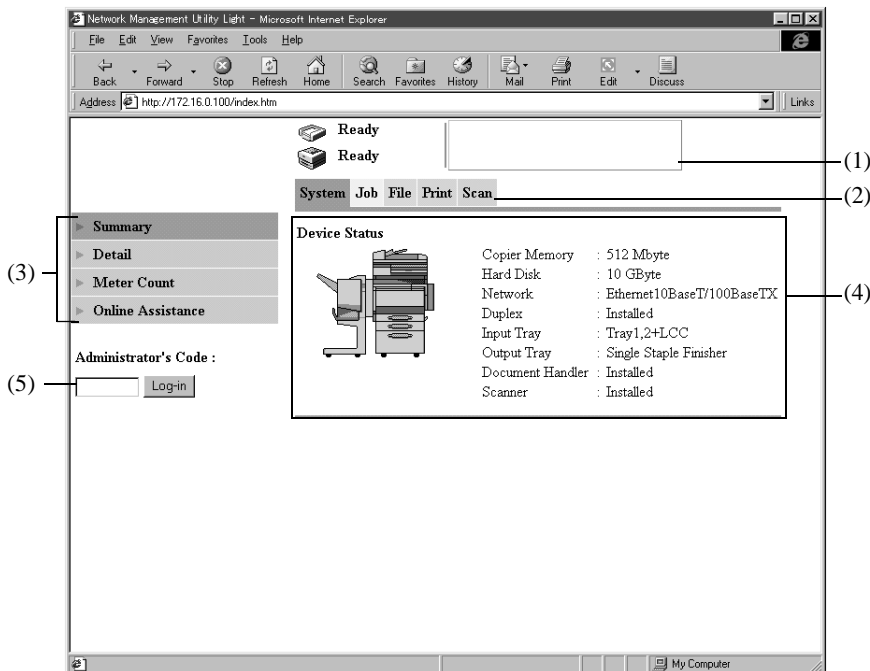 Network Management Utility Light - Microsoft Internet Explorer
File Edit View Favorites Tools Help
Back Forward Stop Refresh Home Search Favorites History Mail Print Edit Discuss
Address http://172.16.0.100/index.htm Links
Ready
Ready
(1)
System Job File Print Scan
(2)
(3)
Summary
Detail
Meter Count
Online Assistance
Administrator's Code :
(5)
Log-in
Device Status
Copier Memory : 512 Mbyte
Hard Disk : 10 GByte
Network : Ethernet10BaseT/100BaseTX
(4)
Duplex : Installed
Input Tray : Tray1,2+LCC
Output Tray : Single Staple Finisher
Document Handler : Installed
Scanner : Installed
My Computer